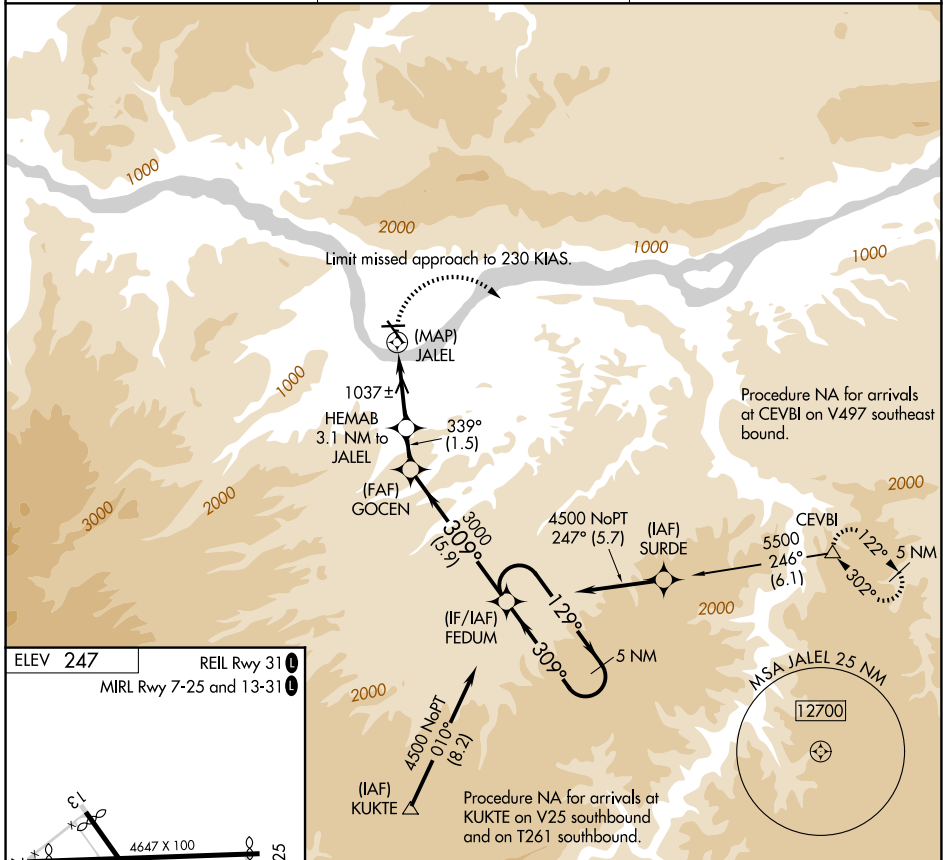 1000
2000
1000
1000
Limit missed approach to 230 KIAS.
(MAP)
JALEL
1000
1037±
HEMAB
3.1 NM to
JALEL
339°
(1.5)
Procedure NA for arrivals
at CEVBI on V497 southeast
bound.
(FAF)
GOCEN
2000
3000
2000
3000
309°
(5.9)
4500 NoPT
247° (5.7)
(IAF)
SURDE
CEVBI
5500
246°
(6.1)
122°
5 NM
302°
2000
(IF/IAF)
FEDUM
129°
309°
5 NM
2000
4500 NoPT
010°
(8.2)
(IAF)
KUKTE
Procedure NA for arrivals at
KUKTE on V25 southbound
and on T261 southbound.
MSA JALEL 25 NM
12700
ELEV 247
REIL Rwy 31 L
MIRL Rwy 7-25 and 13-31 L
13
4647 X 100
25